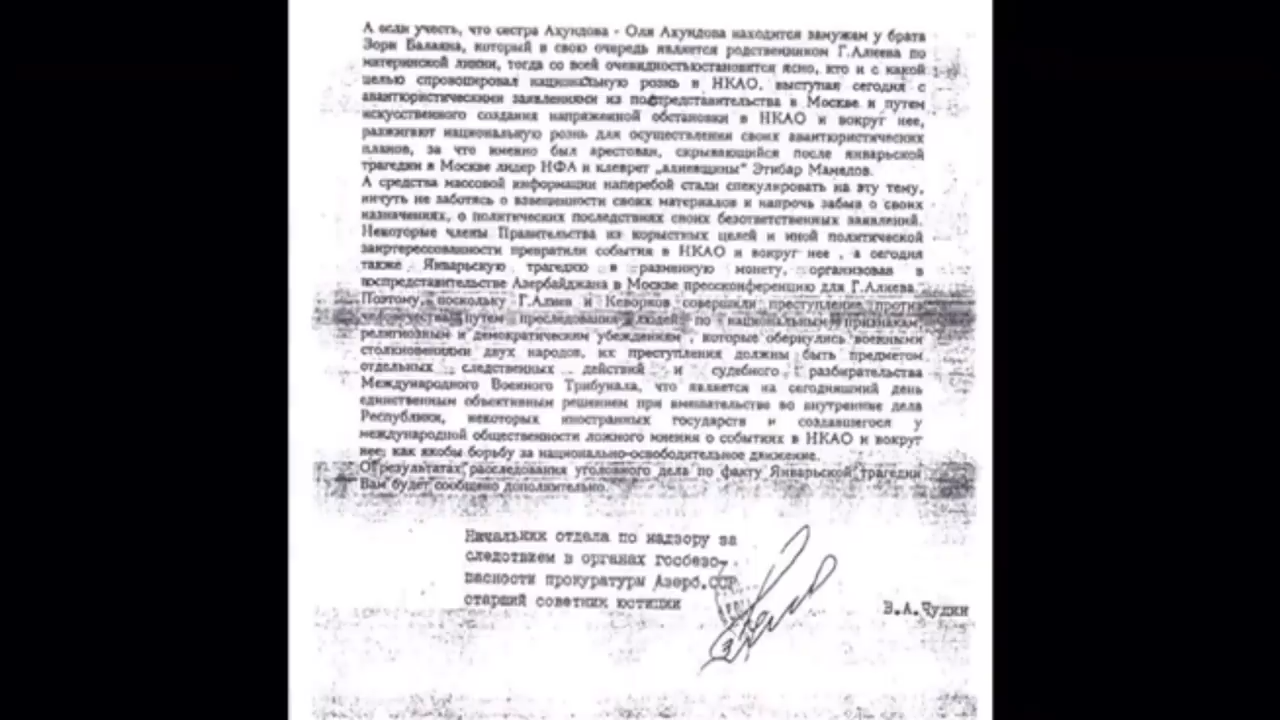 А если учесть, что сестра Ахундова - Оля Ахундова находится замужам у брата
Зори Балаяна, который в свою очередь является родственником Г.Алиева по
материнской линии, тогда со всей очевидностьюстановится ясно, кто и с какой
целью спровоцировал национальную рознь в НКАО, выступая сегодня с
авантюристическими заявлениями из постпредставительства в Москве и путем
искусственного создания напряженной обстановки в НКАО и вокруг нее,
разжигают национальную рознь для осуществления своих авантюристических
планов, за что именно был арестован, скрывающийся после январьской
трагедии в Москве лидер НФА и клеврет „алиевщины" Этибар Мамедов.
А средства массовой информации наперебой стали спекулировать на эту тему,
ничуть не заботясь о взвешенности своих материалов и напрочь забыв о своих
назначениях, о политических последствиях своих безответственных заявлений.
Некоторые члены Правительства из корыстных целей и иной политической
превратили события в НКАО и вокруг нее , а сегодня
также Январьскую трагедию в разменную монету, организовав в
постпредставительстве Азербайджана в Москве прессконференцию для Г.Алиева.
Поэтому, поскольку Г.Алиев и Кеворков совершили преступление против
человечества путем преследования людей по национальным признакам,
религиозным и демократическим убеждениям , которые обернулись военными
столкновениями двух народов, их преступления должны быть предметом
отдельных следственных действий и судебного разбирательства
Международного Военного Трибунала, что является на сегодняшний день
единственным объективным решением при вмешательстве во внутренние дела
Республики, некоторых иностранных государств и создавшегося у
международной общественности ложного мнения о событиях в НКАО и вокруг
нее, как якобы борьбу за национально-освободительное движение.
О результатах расследования уголовного дела по факту Январьской трагедии
Вам будет сообщено дополнительно.
Начальник отдела по надзору за
следствием в органах госбезо-
пасности прокуратуры Азерб.ССР
старший советник юстиции
В.А.Чудин